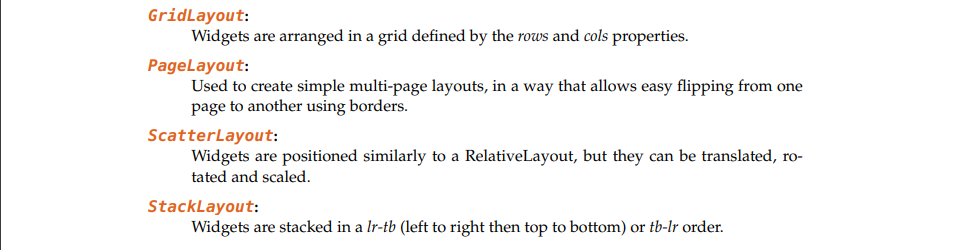 GridLayout:
Widgets are arranged in a grid defined by the rows and cols properties.
PageLayout:
Used to create simple multi-page layouts, in a way that allows easy flipping from one
page to another using borders.
ScatterLayout:
Widgets are positioned similarly to a RelativeLayout, but they can be translated, ro-
tated and scaled.
StackLayout:
Widgets are stacked in a lr-tb (left to right then top to bottom) or tb-lr order.